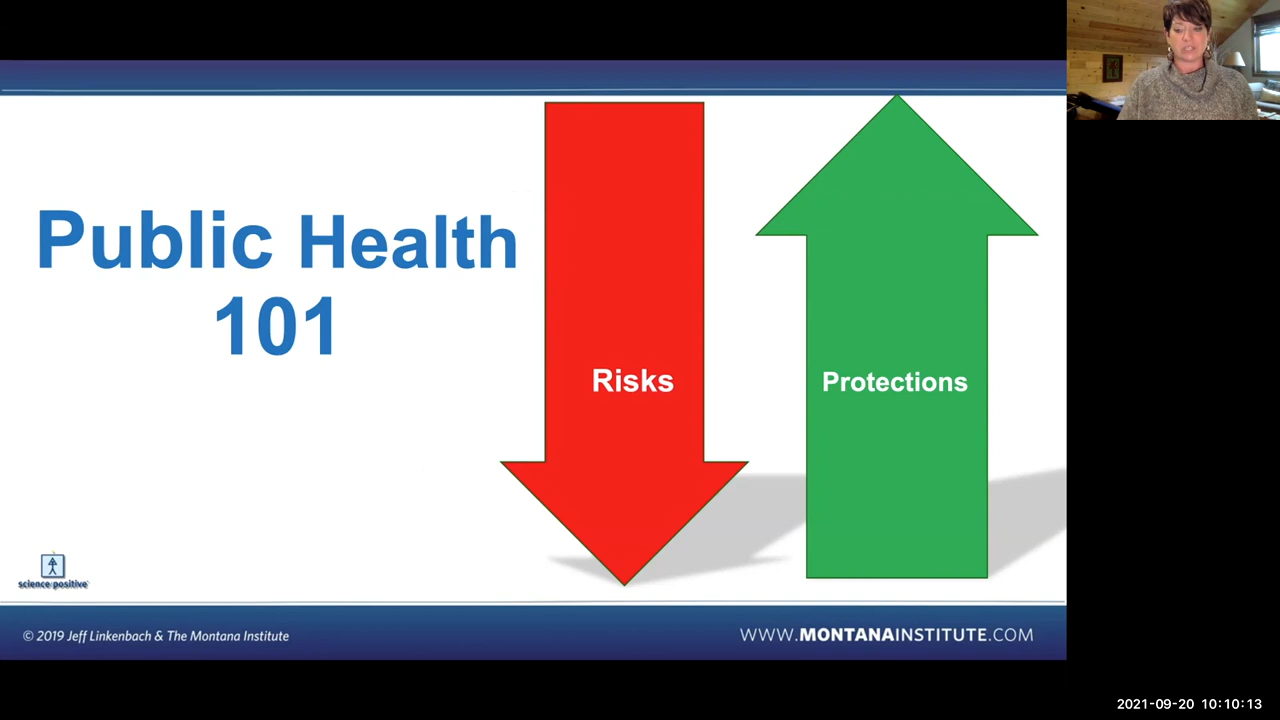 Public Health
101
Risks
Protections
science positive
© 2019 Jeff Linkenbach & The Montana Institute
WWW.MONTANAINSTITUTE.COM
2021-09-20 10:10:13